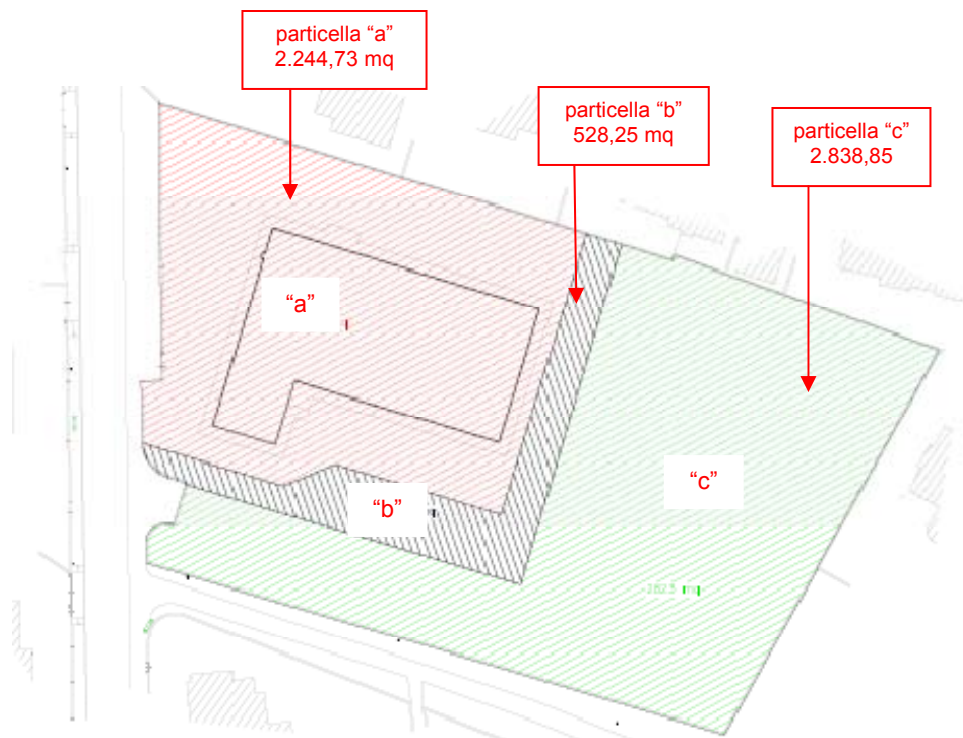 particella “a”
2.244,73 mq
particella “b”
528,25 mq
particella “c”
2.838,85
“a”
“c”
“b”